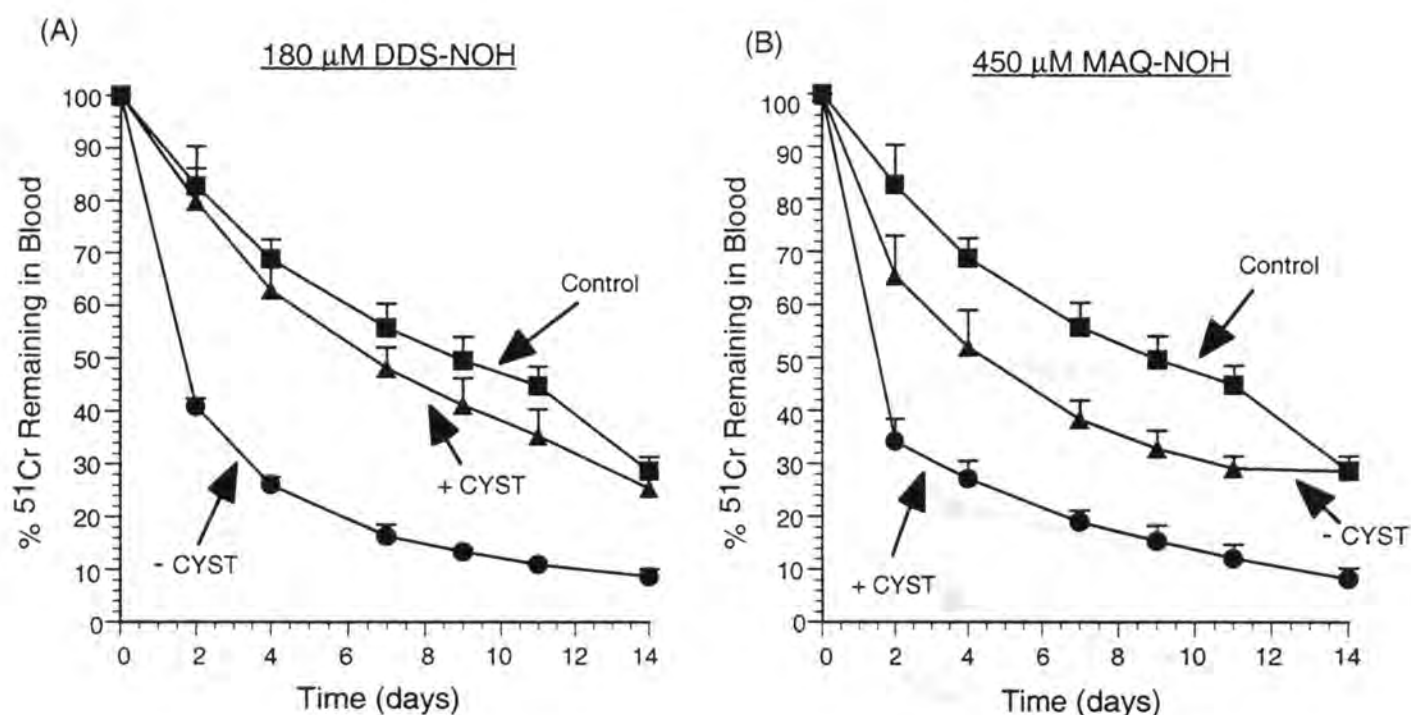 (A)
180 µM DDS-NOH
% 51Cr Remaining in Blood
100
90
80
70
60
50
40
30
20
10
0
Control
+ CYST
- CYST
0 2 4 6 8 10 12 14
Time (days)
(B)
450 µM MAQ-NOH
% 51Cr Remaining in Blood
100
90
80
70
60
50
40
30
20
10
0
Control
- CYST
+ CYST
0 2 4 6 8 10 12 14
Time (days)